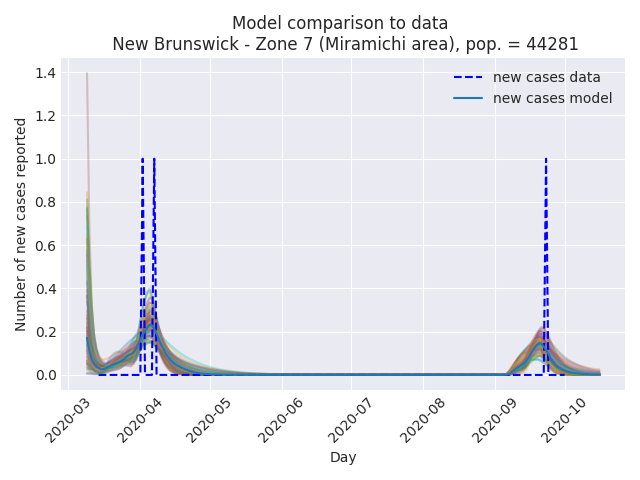 Model comparison to data
New Brunswick - Zone 7 (Miramichi area), pop. = 44281
new cases data
new cases model
Number of new cases reported
1.4
1.2
1.0
0.8
0.6
0.4
0.2
0.0
2020-03
2020-04
2020-05
2020-06
2020-07
2020-08
2020-09
2020-10
Day